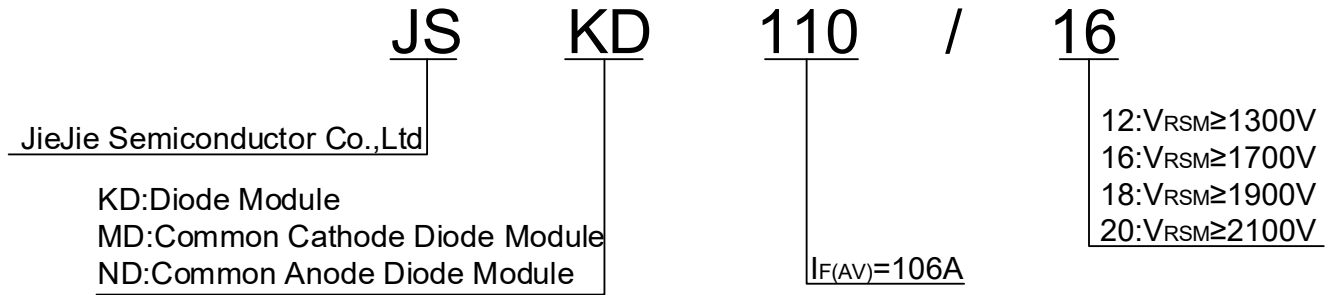 JS KD 110 / 16
JieJie Semiconductor Co.,Ltd
KD:Diode Module
MD:Common Cathode Diode Module
ND:Common Anode Diode Module
IF(AV)=106A
12:VRSM≥1300V
16:VRSM≥1700V
18:VRSM≥1900V
20:VRSM≥2100V